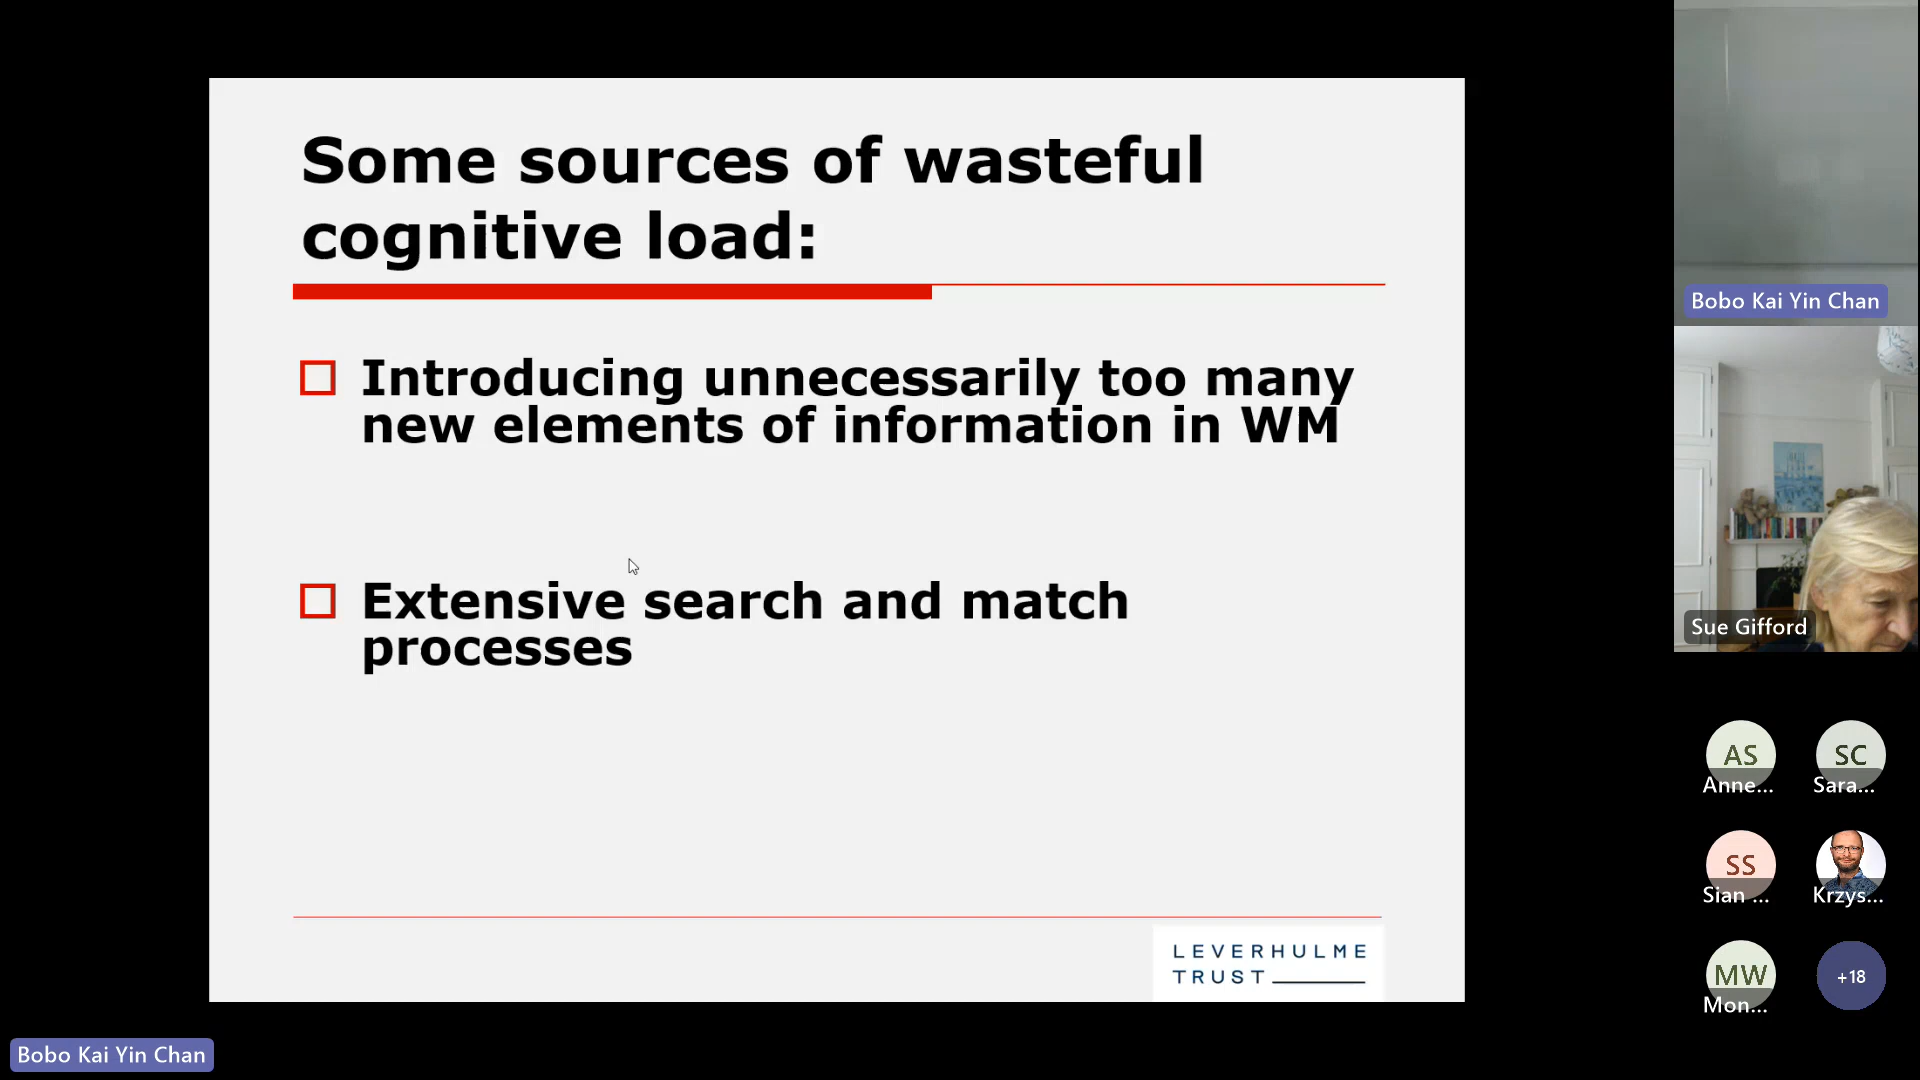 Some sources of wasteful
cognitive load:
Introducing unnecessarily too many
new elements of information in WM
Extensive search and match
processes
LEVERHULME
TRUST
Bobo Kai Yin Chan
Sue Gifford
AS
Anne...
SC
Sara...
SS
Sian ...
Krzys...
MW
Mon...
+18
Bobo Kai Yin Chan